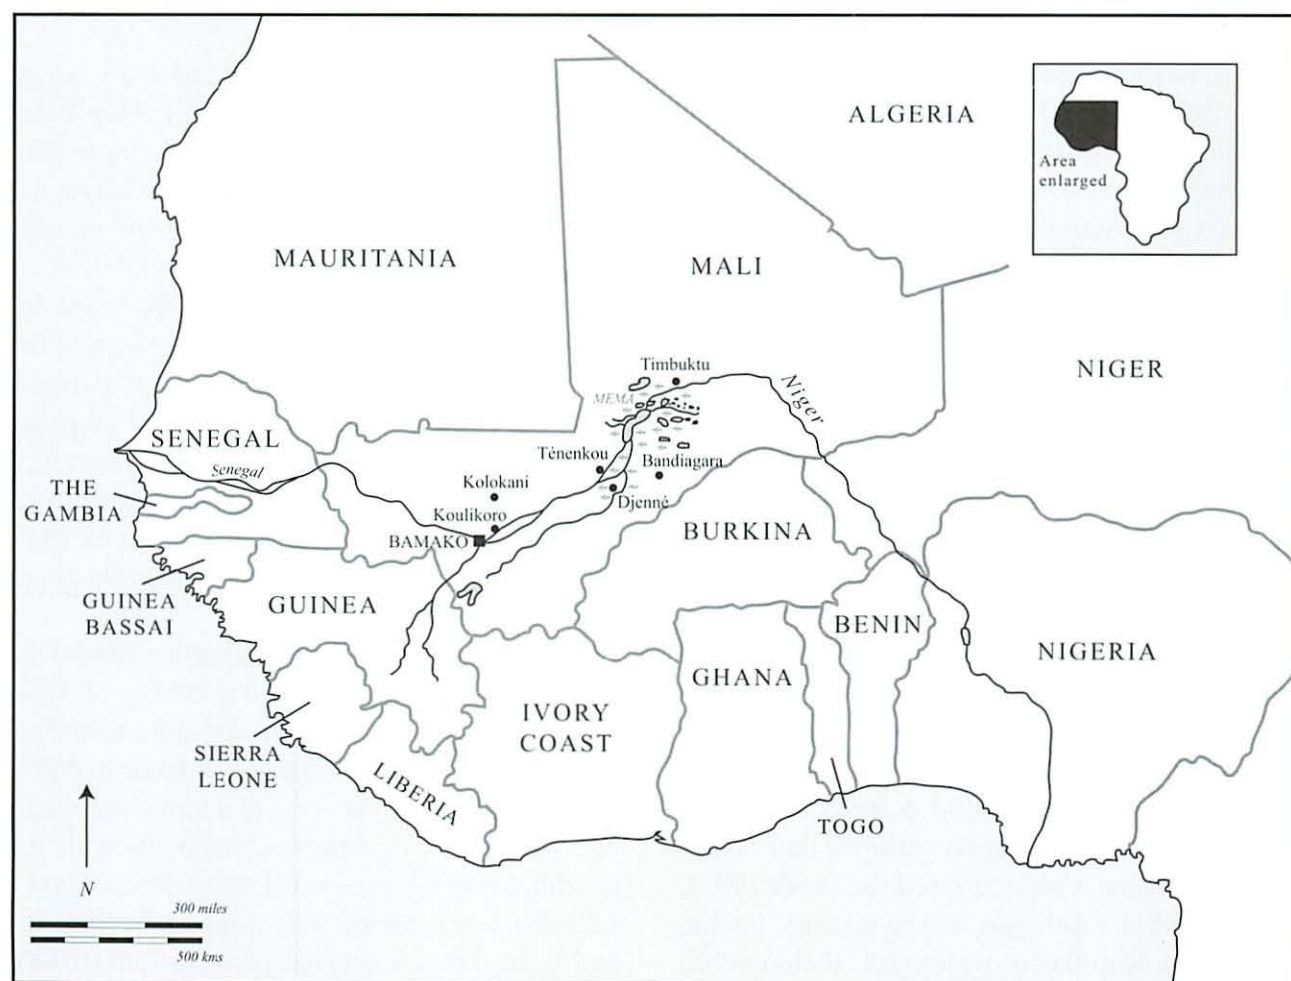 ALGERIA
Area
enlarged
MAURITANIA
MALI
Timbuktu
NIGER
MEMA
Niger
SENEGAL
Senegal
Ténenkou
Bandiagara
THE
GAMBIA
Kolokani
Djenné
Koulikoro
BURKINA
BAMAKO
GUINEA
BASSAI
GUINEA
BENIN
NIGERIA
GHANA
IVORY
COAST
SIERRA
LEONE
LIBERIA
TOGO
N
300 miles
500 kms